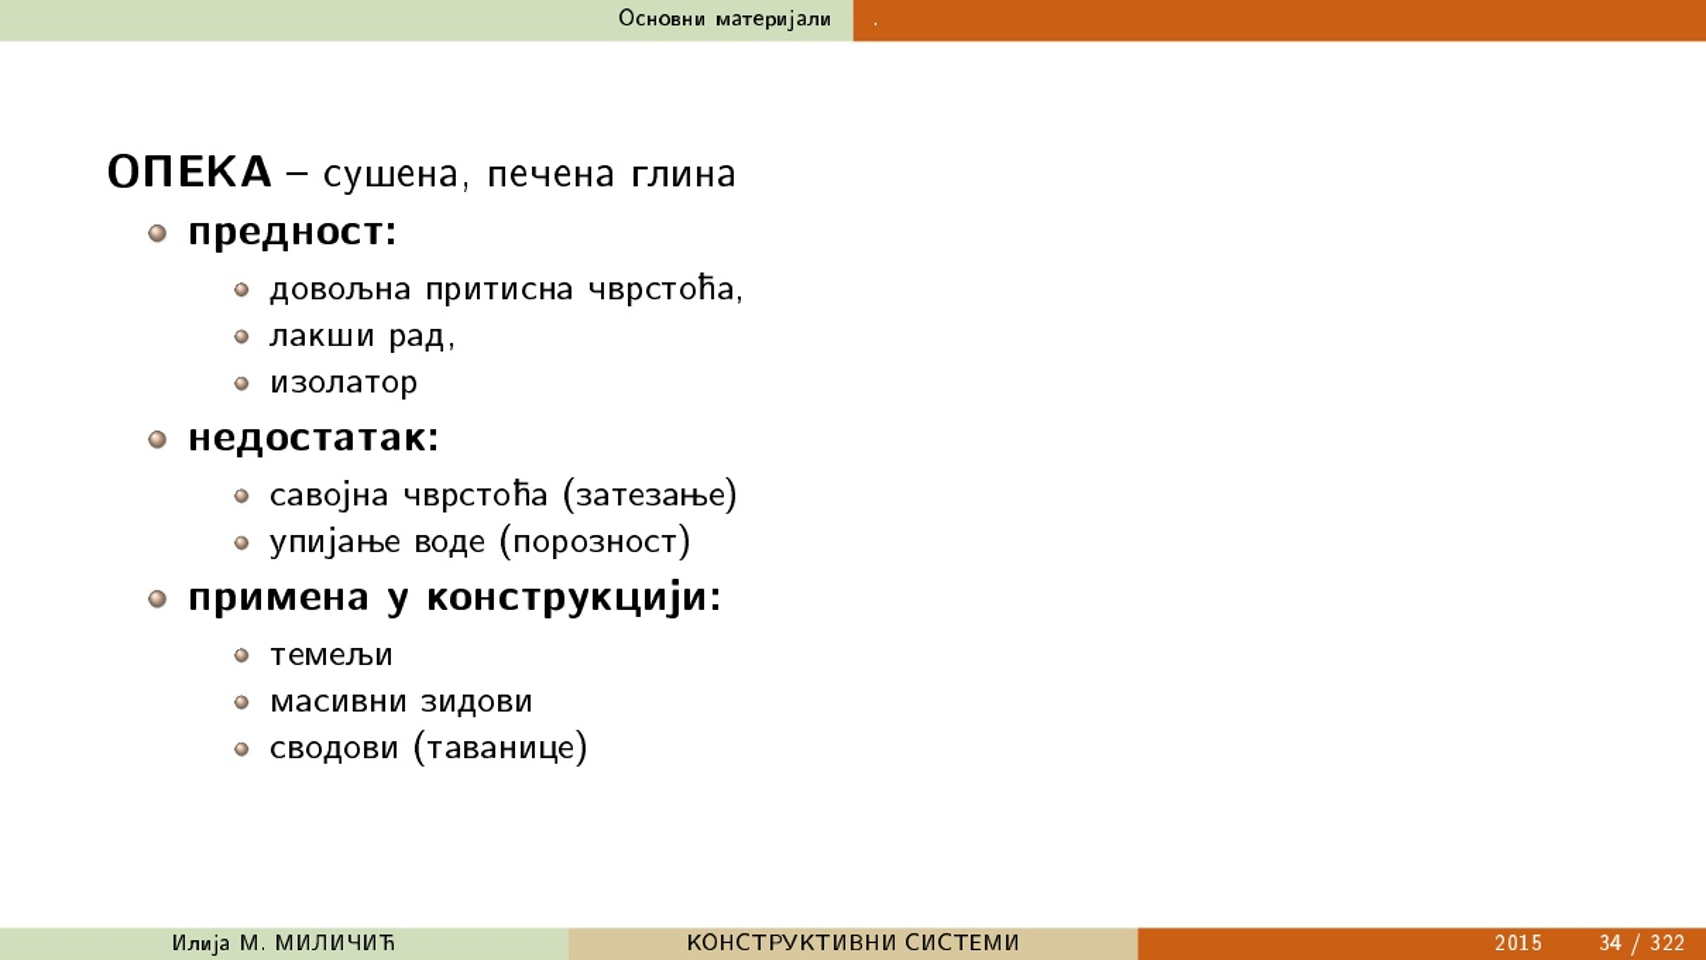 Основни материјали .
ОПЕКА – сушена, печена глина
предност:
довољна притисна чврстоћа,
лакши рад,
изолатор
недостатак:
савојна чврстоћа (затезање)
упијање воде (порозност)
примена у конструкцији:
темељи
масивни зидови
сводови (таванице)
Илија М. МИЛИЧИЋ КОНСТРУКТИВНИ СИСТЕМИ 2015 34 / 322